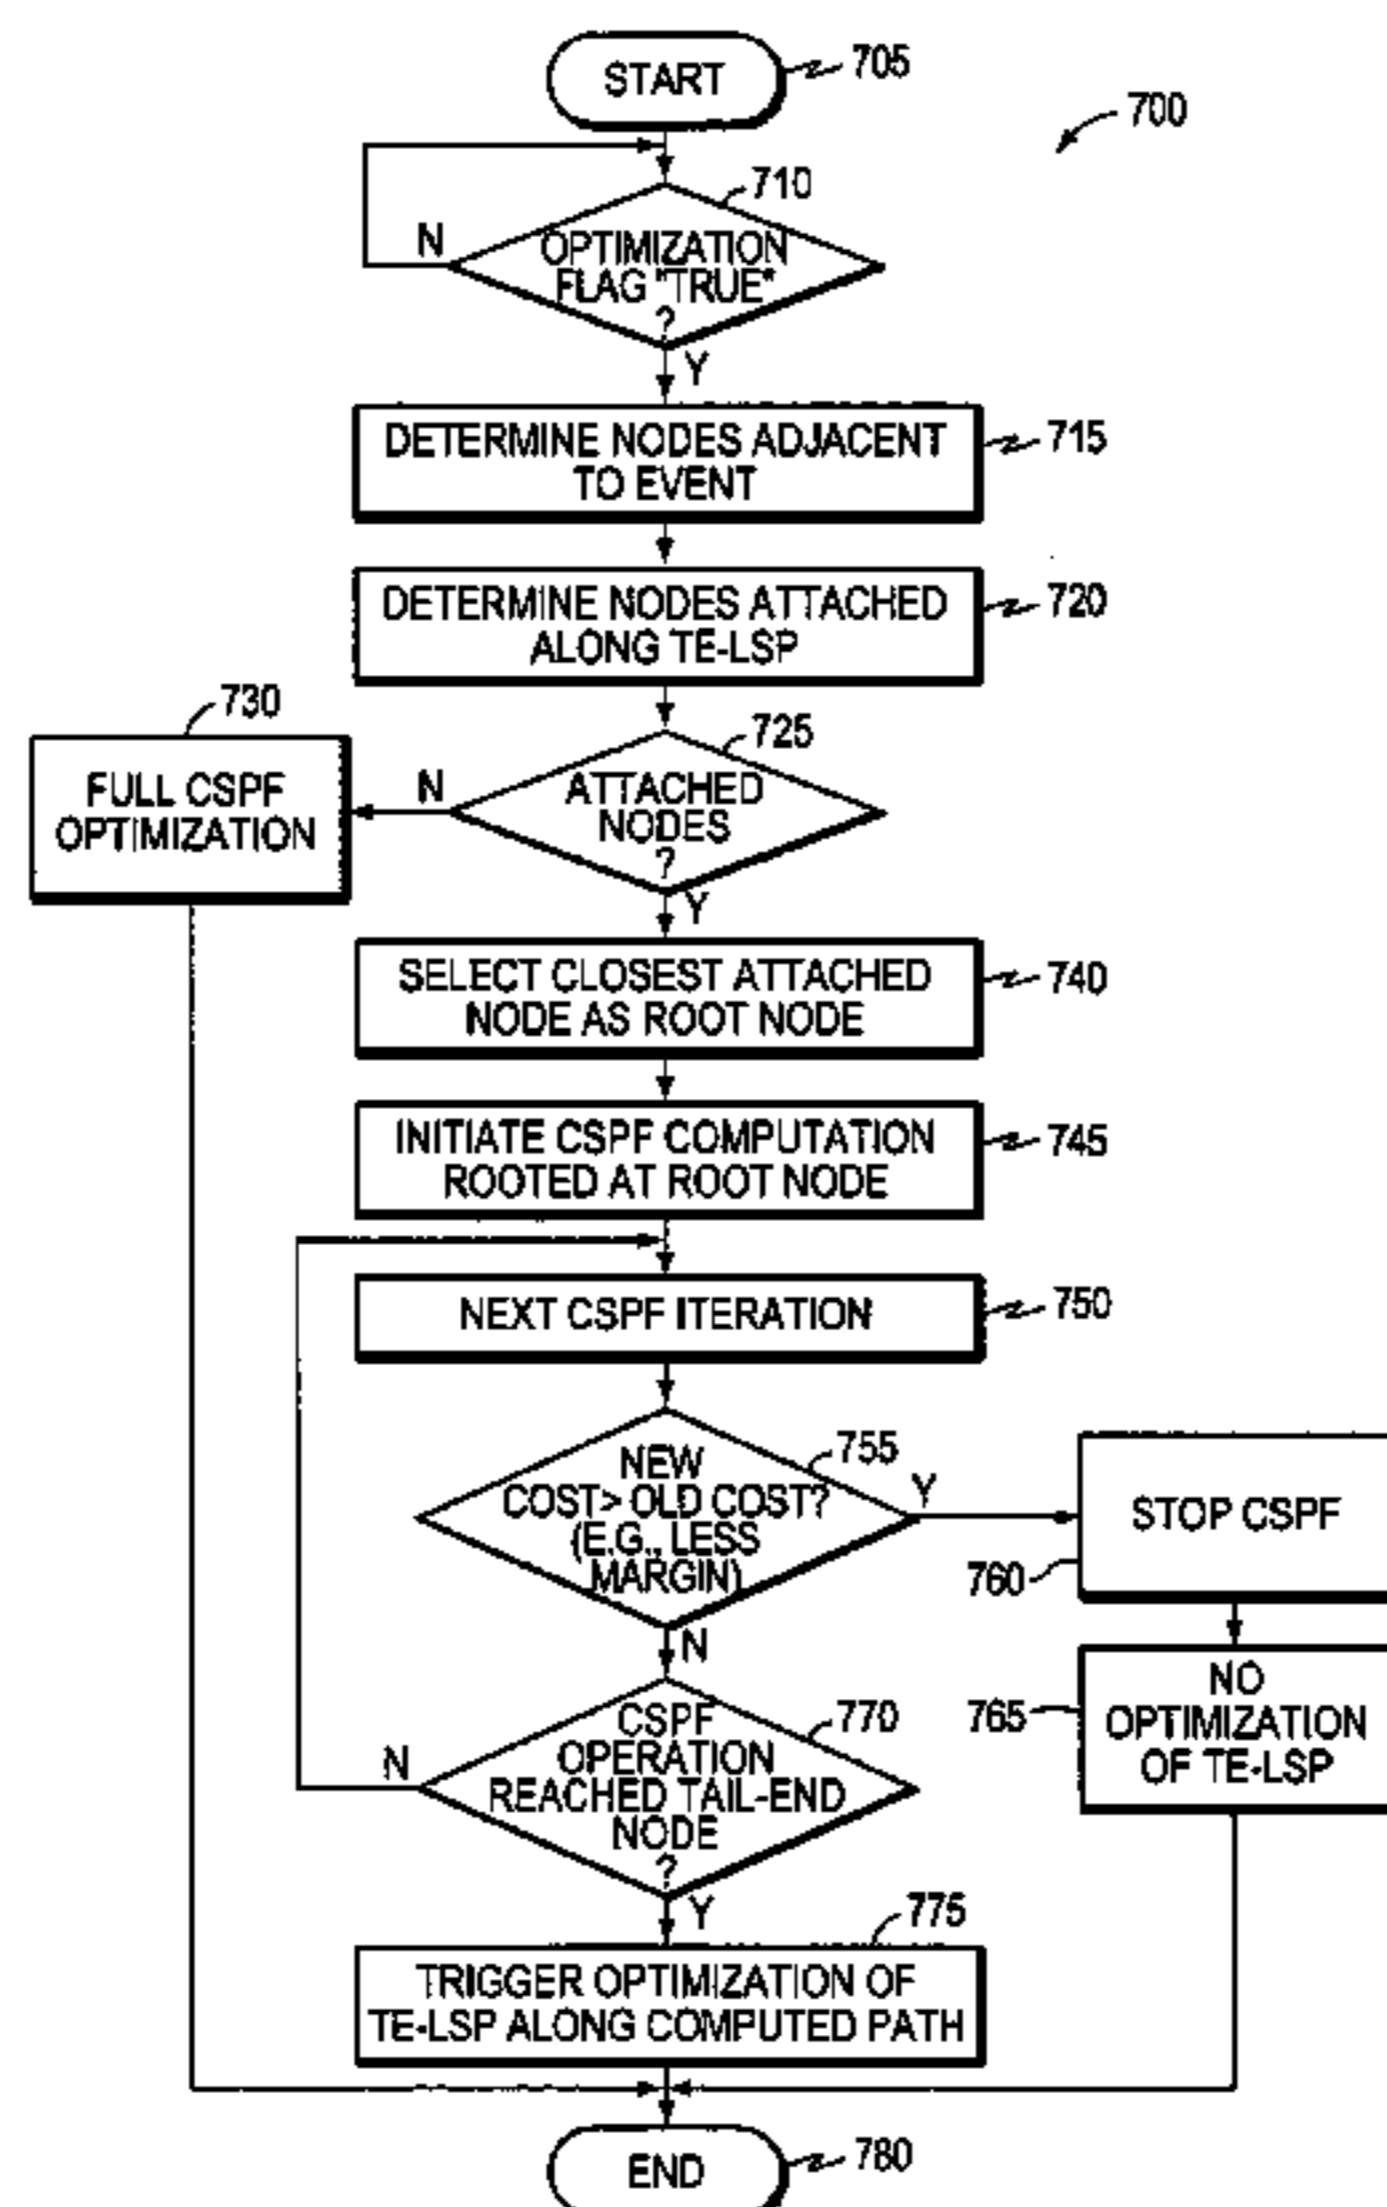 START
705
700
710
N
OPTIMIZATION
FLAG "TRUE"
?
Y
DETERMINE NODES ADJACENT
TO EVENT
715
DETERMINE NODES ATTACHED
ALONG TE-LSP
720
730
FULL CSPF
OPTIMIZATION
N
725
ATTACHED
NODES
?
Y
SELECT CLOSEST ATTACHED
NODE AS ROOT NODE
740
INITIATE CSPF COMPUTATION
ROOTED AT ROOT NODE
745
NEXT CSPF ITERATION
750
755
NEW
COST> OLD COST?
(E.G., LESS
MARGIN)
Y
STOP CSPF
760
N
NO
OPTIMIZATION
OF TE-LSP
765
770
CSPF
OPERATION
REACHED TAIL-END
NODE
?
N
Y
775
TRIGGER OPTIMIZATION OF
TE-LSP ALONG COMPUTED PATH
END
780